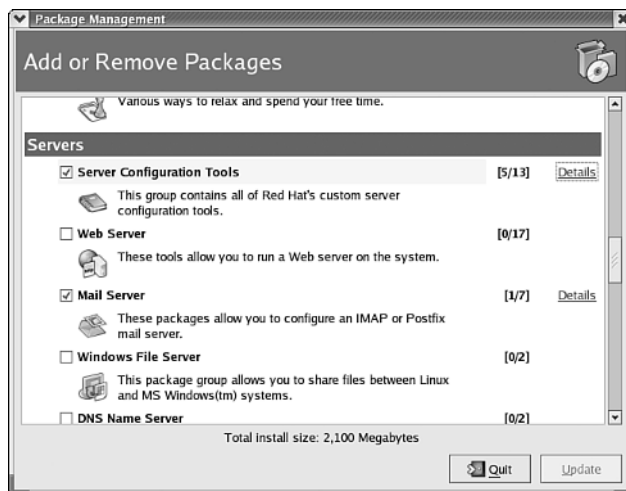 Package Management
Add or Remove Packages
Various ways to relax and spend your free time.
Servers
Server Configuration Tools [5/13] Details
This group contains all of Red Hat's custom server
configuration tools.
Web Server [0/17]
These tools allow you to run a Web server on the system.
Mail Server [1/7] Details
These packages allow you to configure an IMAP or Postfix
mail server.
Windows File Server [0/2]
This package group allows you to share files between Linux
and MS Windows(tm) systems.
DNS Name Server [0/2]
Total install size: 2,100 Megabytes
Quit Update